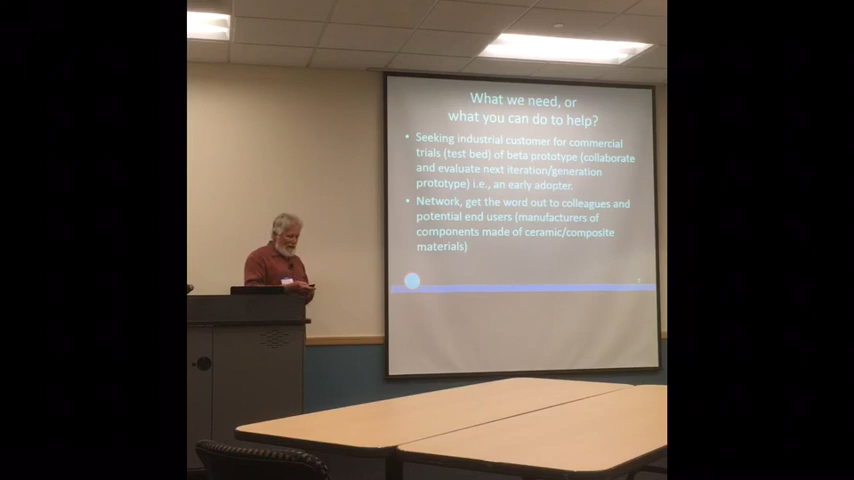 What we need, or
what you can do to help?
• Seeking industrial customer for commercial
trials (test bed) of beta prototype (collaborate
and evaluate next iteration/generation
prototype) i.e., an early adopter.
• Network, get the word out to colleagues and
potential end users (manufacturers of
components made of ceramic/composite
materials)
7